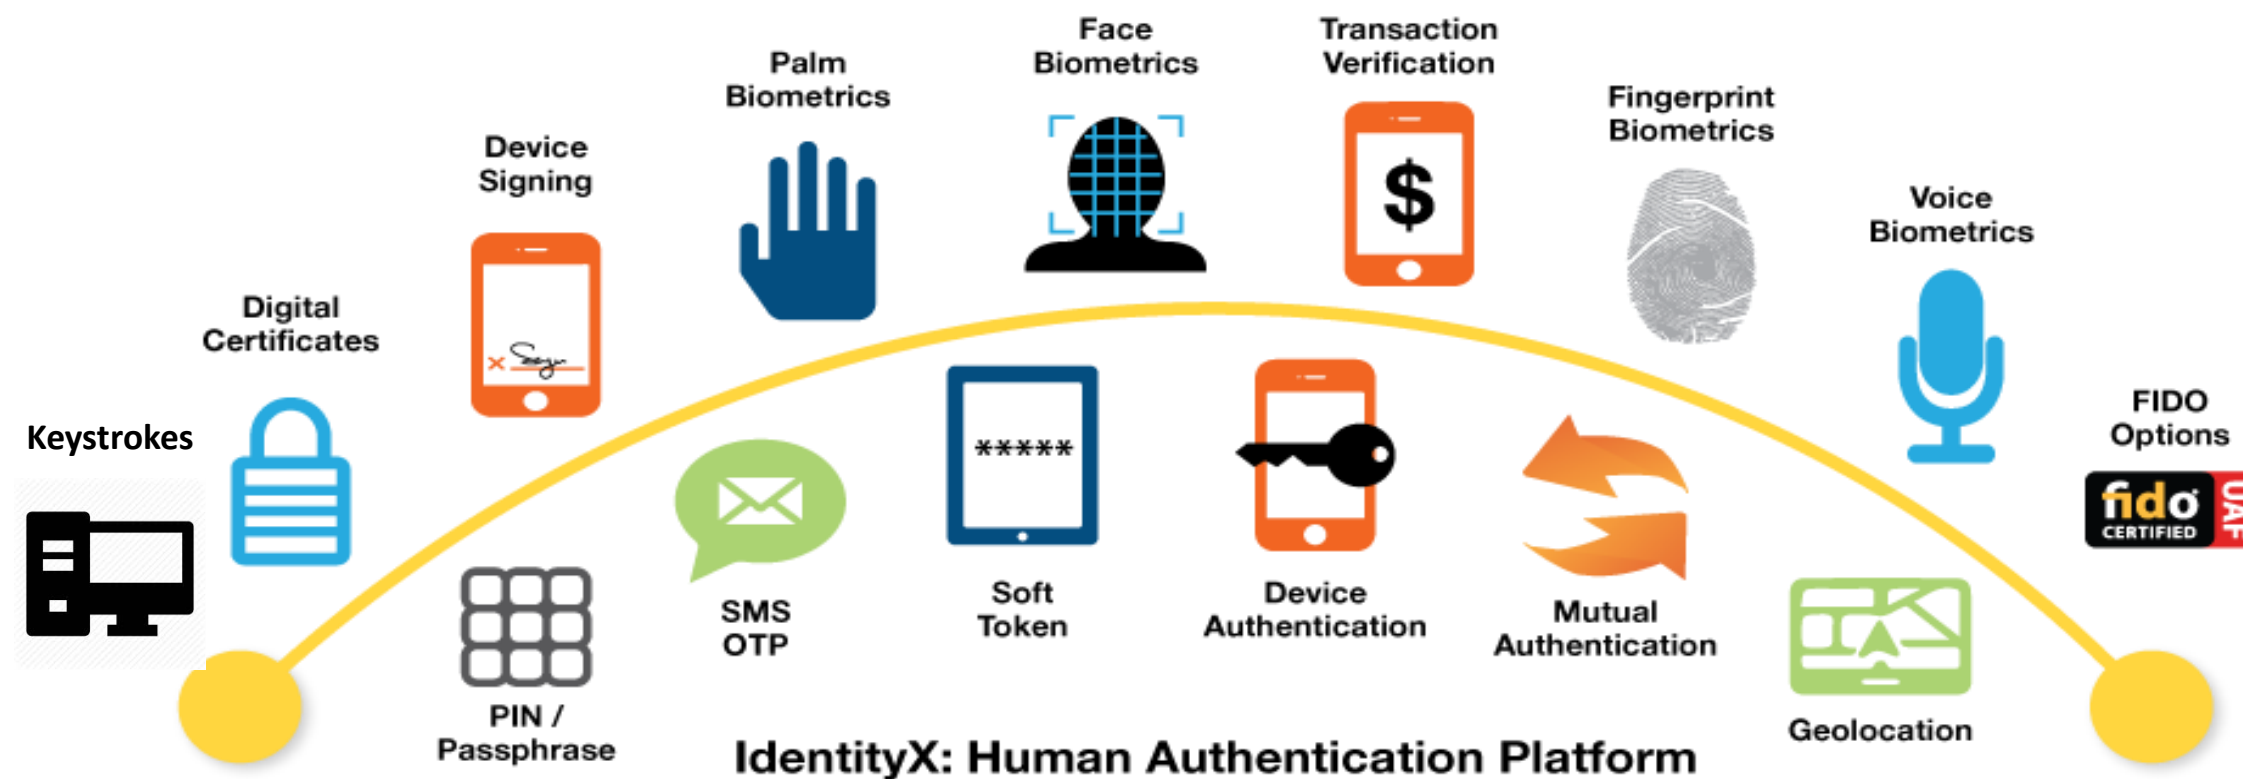 Face
Biometrics
Transaction
Verification
Palm
Biometrics
Fingerprint
Biometrics
Device
Signing
Voice
Biometrics
$
Digital
Certificates
×
Keystrokes
FIDO
Options
*****
fido
CERTIFIED
UAF
SMS
OTP
Soft
Token
Device
Authentication
Mutual
Authentication
PIN /
Passphrase
Geolocation
IdentityX: Human Authentication Platform